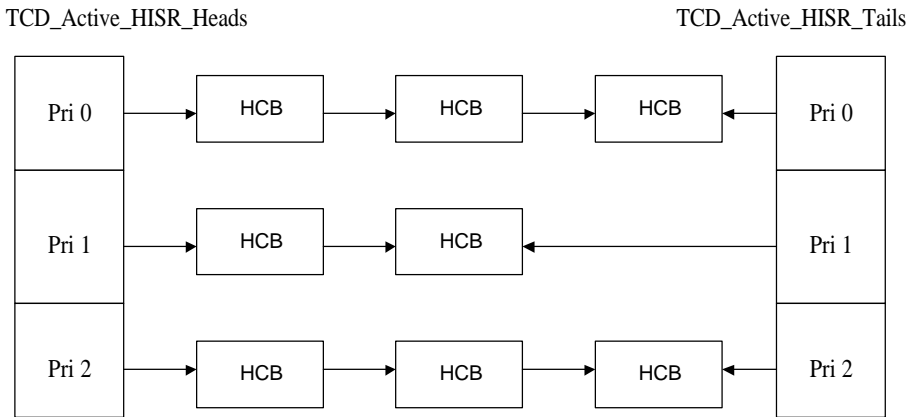 TCD_Active_HISR_Heads TCD_Active_HISR_Tails
Pri 0 HCB HCB HCB Pri 0
Pri 1 HCB HCB Pri 1
Pri 2 HCB HCB HCB Pri 2